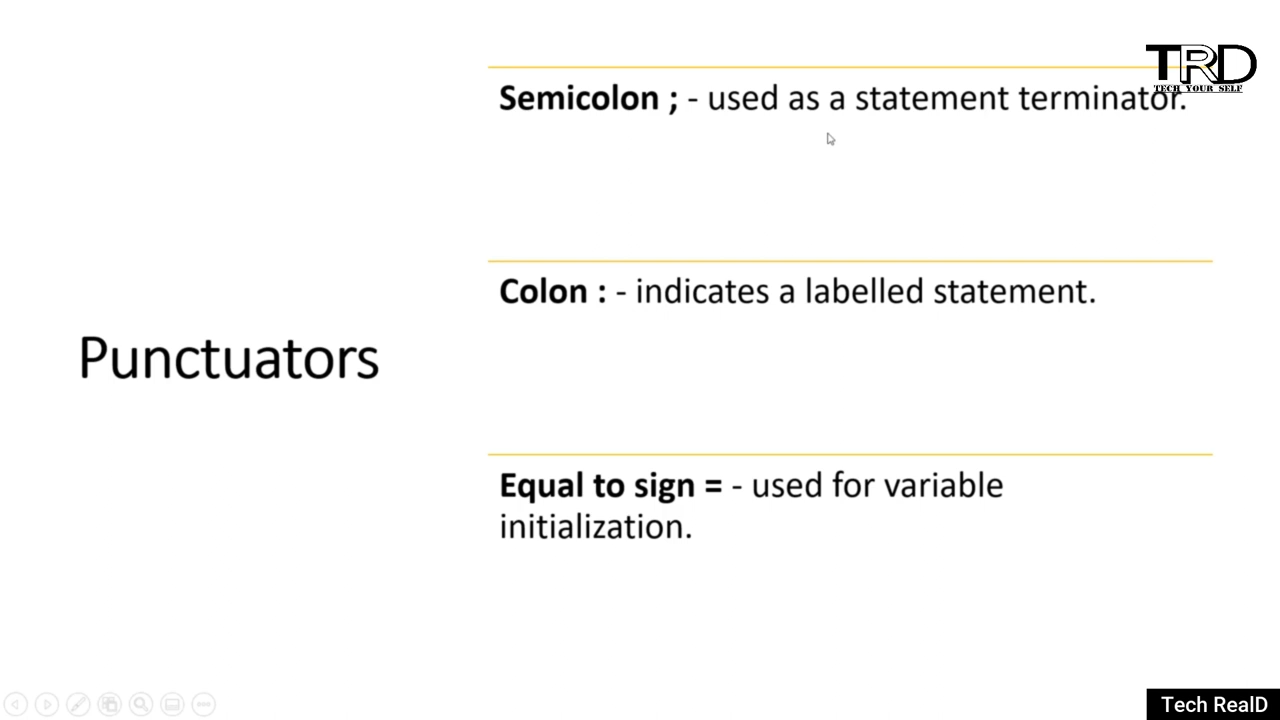 TRD
TECH YOUR SELF
Semicolon ; - used as a statement terminator.
Colon : - indicates a labelled statement.
Punctuators
Equal to sign = - used for variable
initialization.
Tech RealD